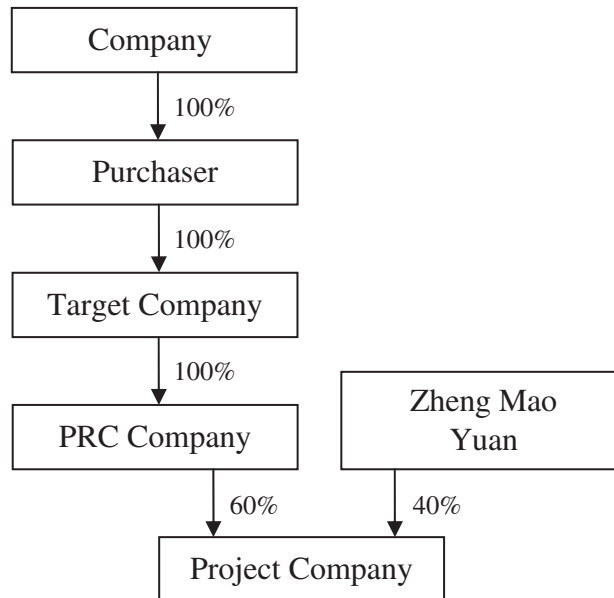 Company
100%
Purchaser
100%
Target Company
100%
PRC Company
Zheng Mao
Yuan
60%
40%
Project Company